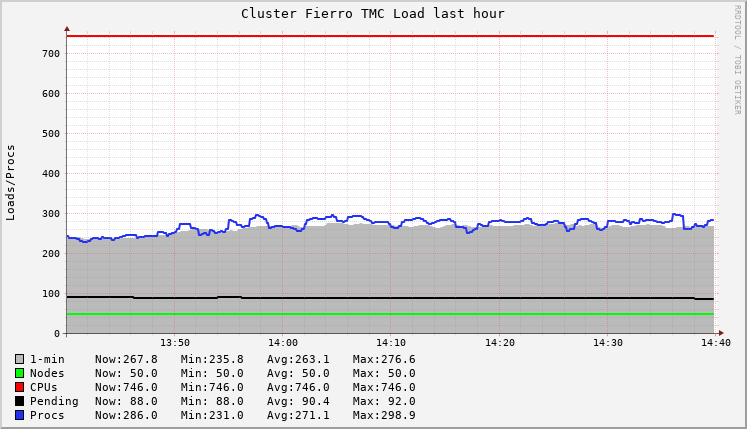 Cluster Fierro TMC Load last hour
RRDTOOL / TOBI OETIKER
Loads/Procs
700
600
500
400
300
200
100
0
13:50 14:00 14:10 14:20 14:30 14:40
1-min Now:267.8 Min:235.8 Avg:263.1 Max:276.6
Nodes Now: 50.0 Min: 50.0 Avg: 50.0 Max: 50.0
CPUs Now:746.0 Min:746.0 Avg:746.0 Max:746.0
Pending Now: 88.0 Min: 88.0 Avg: 90.4 Max: 92.0
Procs Now:286.0 Min:231.0 Avg:271.1 Max:298.9